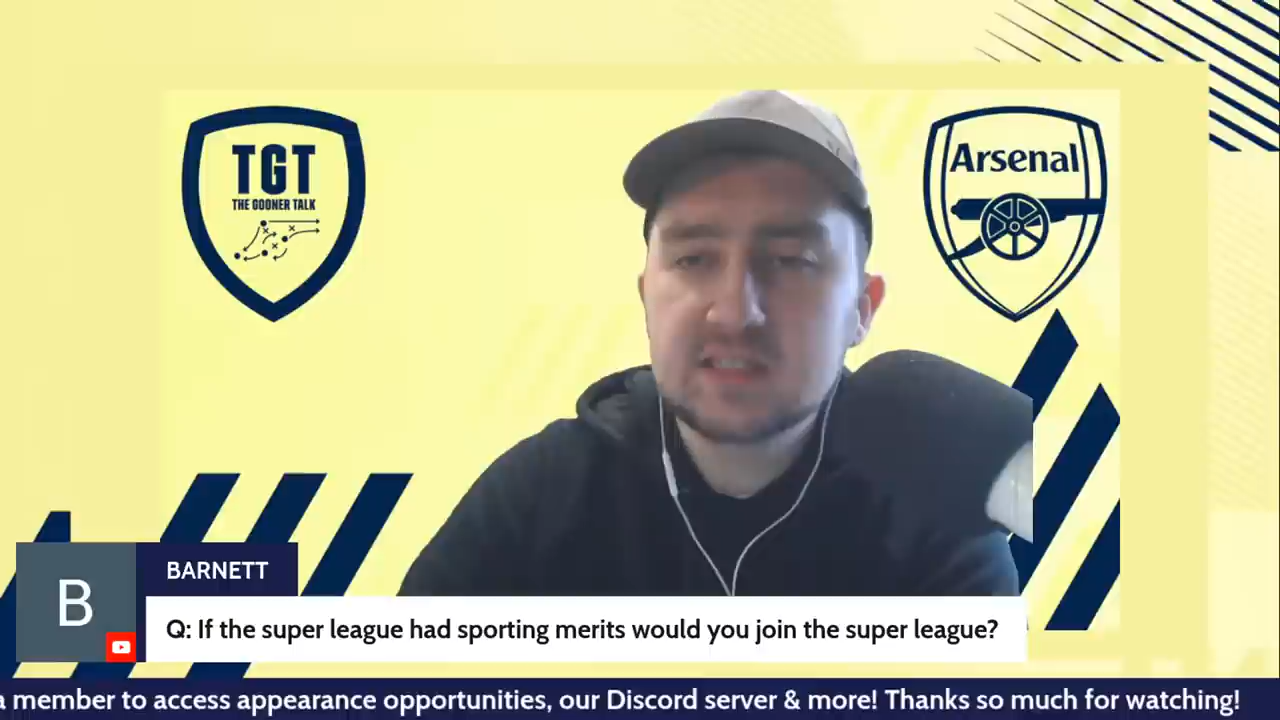 TGT
THE GOONER TALK
Arsenal
B
BARNETT
Q: If the super league had sporting merits would you join the super league?
a member to access appearance opportunities, our Discord server & more! Thanks so much for watching!